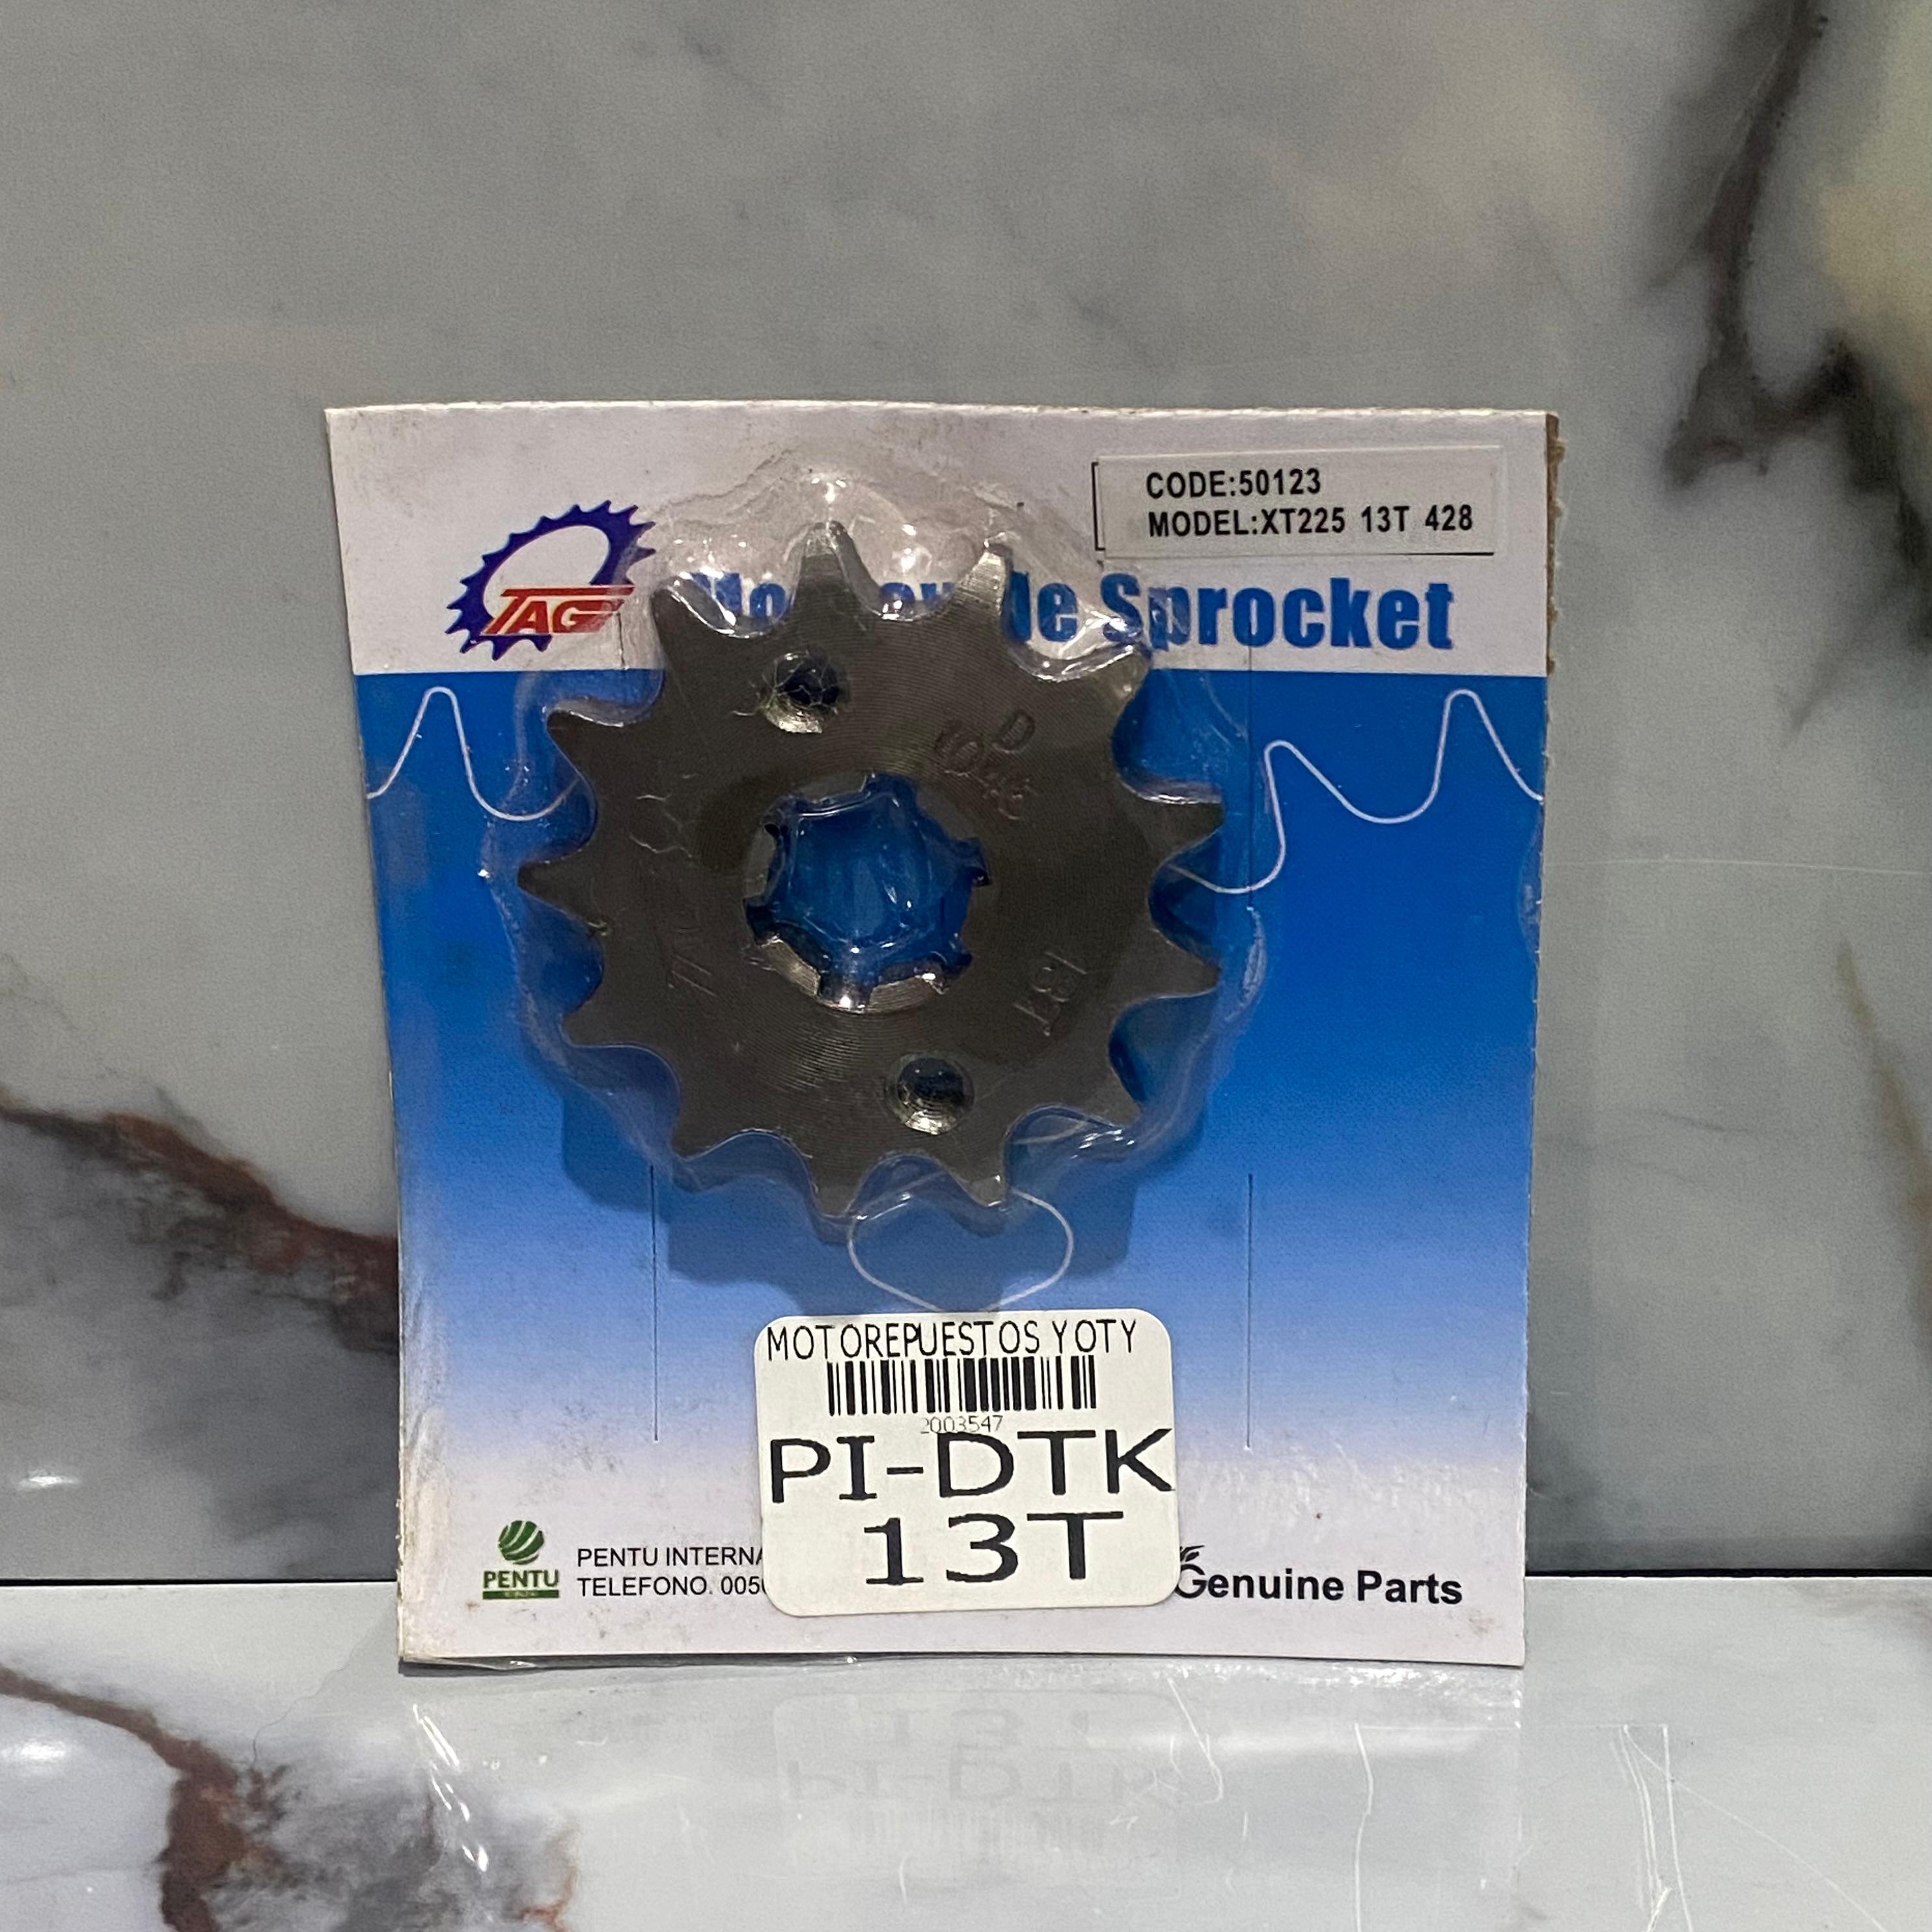 CODE:50123
MODEL:XT225 13T 428
TAG
Sprocket
D
13T
MOTOREPUESTOS YOTY
2003547
PI-DTK
13T
PENTU
PENTU INTERNA
TELEFONO. 005
Genuine Parts